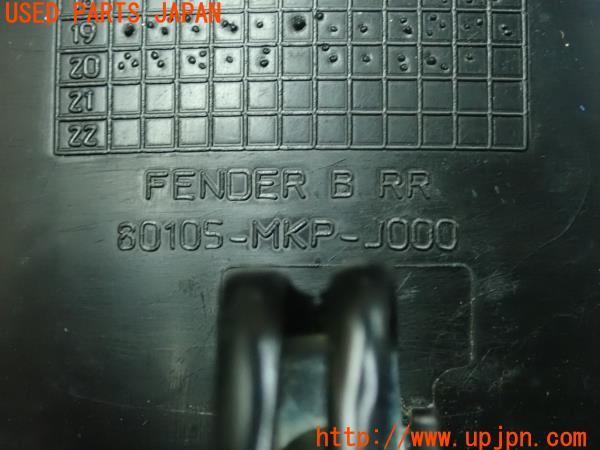 USED PARTS JAPAN
19
20
21
22
FENDER B RR
80105-MKP-J000
© http://www.upjpn.com